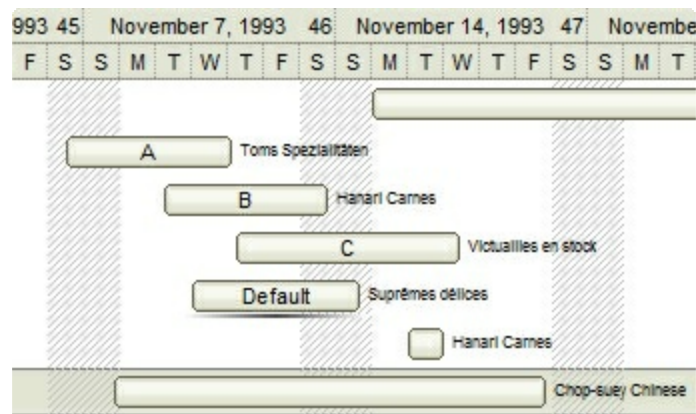 993 45 November 7, 1993 46 November 14, 1993 47 Novembe
F S S M T W T F S S M T W T F S S M T
A Toms Spezialitäten
B Hanari Carnes
C Victuailles en stock
Default Suprêmes délices
Hanari Carnes
Chop-suey Chinese